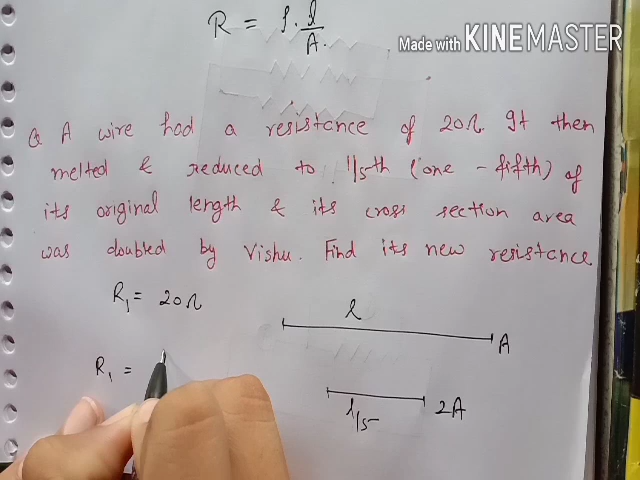 R = ρ. l/A.
Made with KINEMASTER
Q A wire had a resistance of 20Ω. It then
melted & reduced to 1/5th (one - fifth) of
its original length & its cross section area
was doubled by Vishu. Find its new resistance
R₁ = 20Ω
l
A
R₁ =
l/5
2A